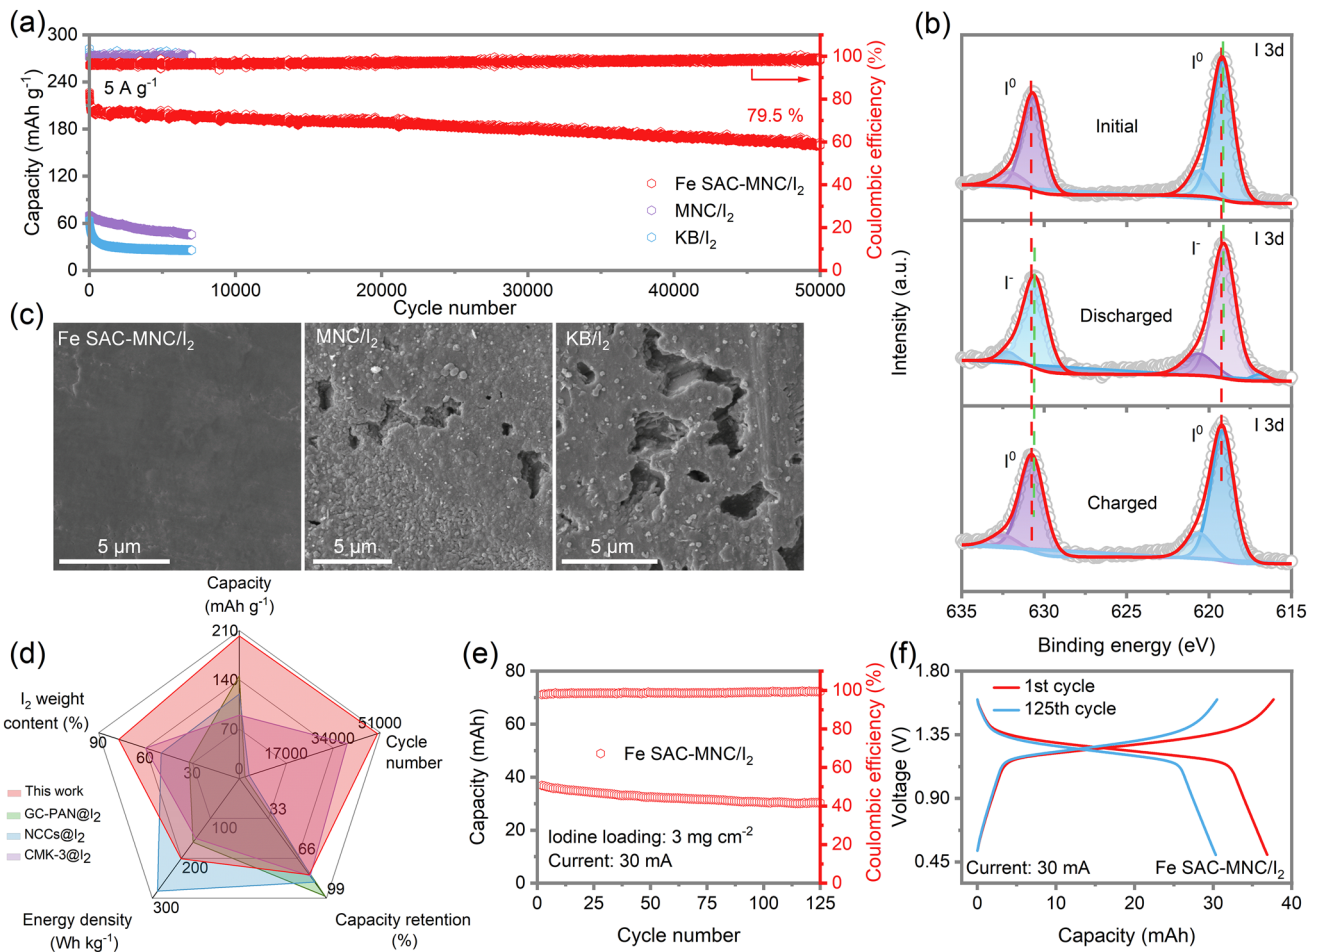 (a)
300
240
180
120
60
0
Capacity (mAh g⁻¹)
5 A g⁻¹
79.5 %
Fe SAC-MNC/I₂
MNC/I₂
KB/I₂
100
80
60
40
20
0
Coulombic efficiency (%)
0
10000
20000
30000
40000
50000
Cycle number
(b)
I 3d
I⁰
I⁰
Initial
I 3d
I⁻
I⁻
Discharged
I 3d
I⁰
I⁰
Charged
Intensity (a.u.)
635
630
625
620
615
Binding energy (eV)
(c)
Fe SAC-MNC/I₂
5 µm
MNC/I₂
5 µm
KB/I₂
5 µm
(d)
Capacity
(mAh g⁻¹)
210
140
70
0
51000
34000
17000
Cycle
number
33
66
99
Capacity retention
(%)
100
200
300
Energy density
(Wh kg⁻¹)
I₂ weight
content (%)
90
60
30
This work
GC-PAN@I₂
NCCs@I₂
CMK-3@I₂
(e)
80
60
40
20
0
Capacity (mAh)
Fe SAC-MNC/I₂
Iodine loading: 3 mg cm⁻²
Current: 30 mA
100
80
60
40
20
0
Coulombic efficiency (%)
0
25
50
75
100
125
Cycle number
(f)
1.80
1.35
0.90
0.45
Voltage (V)
1st cycle
125th cycle
Current: 30 mA
Fe SAC-MNC/I₂
0
10
20
30
40
Capacity (mAh)